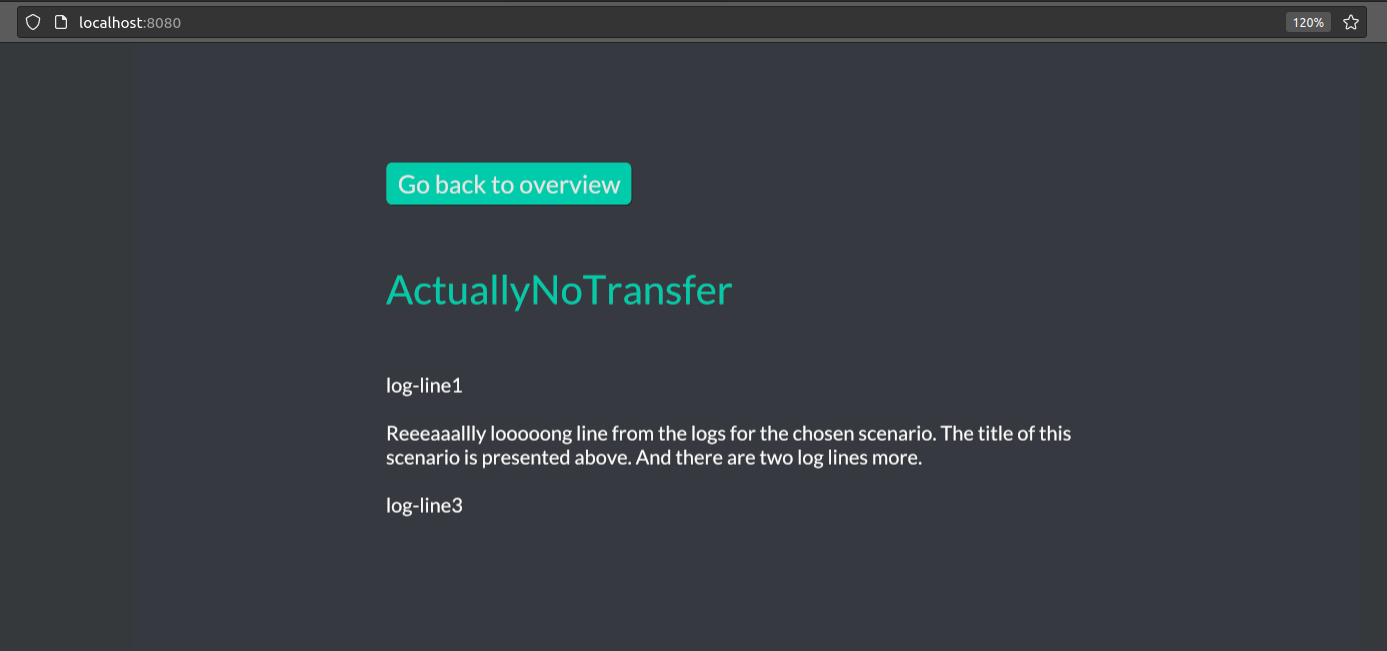 localhost:8080
120%
Go back to overview
ActuallyNoTransfer
log-line1
Reeeaaallly looooong line from the logs for the chosen scenario. The title of this
scenario is presented above. And there are two log lines more.
log-line3